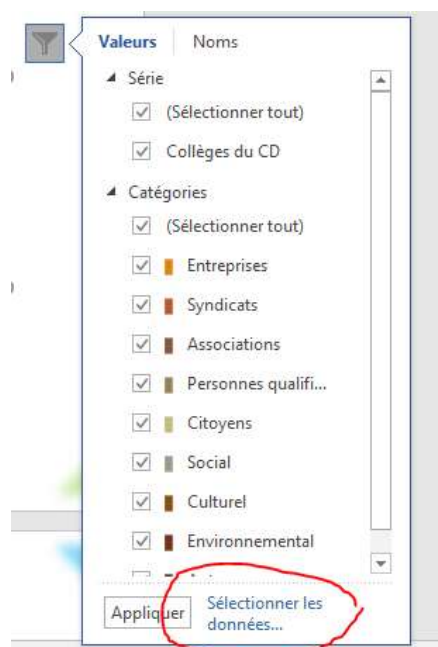 Valeurs Noms
Série
(Sélectionner tout)
Collèges du CD
Catégories
(Sélectionner tout)
Entreprises
Syndicats
Associations
Personnes qualifi...
Citoyens
Social
Culturel
Environnemental
Appliquer
Sélectionner les
données...